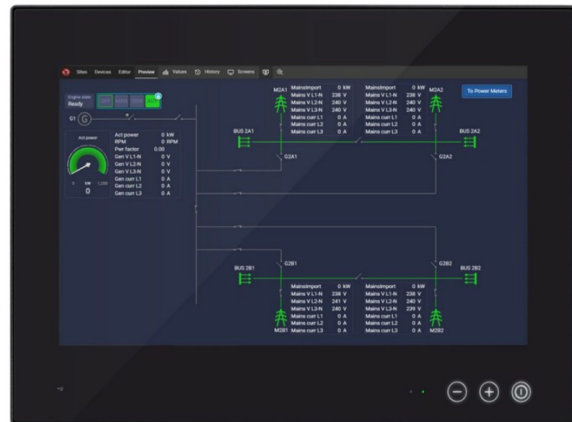 Sites Devices Editor Preview Values History Screens
Engine state
Ready
OFF MAN SEM AUT
To Power Meters
G1 G
Act power
0 kW 1,200
0
Act power 0 kW
RPM 0 RPM
Pwr factor 0.00
Gen V L1-N 0 V
Gen V L2-N 0 V
Gen V L3-N 0 V
Gen curr L1 0 A
Gen curr L2 0 A
Gen curr L3 0 A
M2A1
MainsImport 0 kW
Mains V L1-N 238 V
Mains V L2-N 240 V
Mains V L3-N 240 V
Mains curr L1 0 A
Mains curr L2 0 A
Mains curr L3 0 A
MainsImport 0 kW
Mains V L1-N 239 V
Mains V L2-N 240 V
Mains V L3-N 240 V
Mains curr L1 0 A
Mains curr L2 0 A
Mains curr L3 0 A
M2A2
BUS 2A1
BUS 2A2
G2A1
G2A2
G2B1
G2B2
BUS 2B1
BUS 2B2
MainsImport 0 kW
Mains V L1-N 238 V
Mains V L2-N 241 V
Mains V L3-N 240 V
Mains curr L1 0 A
Mains curr L2 0 A
Mains curr L3 0 A
MainsImport 0 kW
Mains V L1-N 238 V
Mains V L2-N 240 V
Mains V L3-N 239 V
Mains curr L1 0 A
Mains curr L2 0 A
Mains curr L3 0 A
M2B1
M2B2